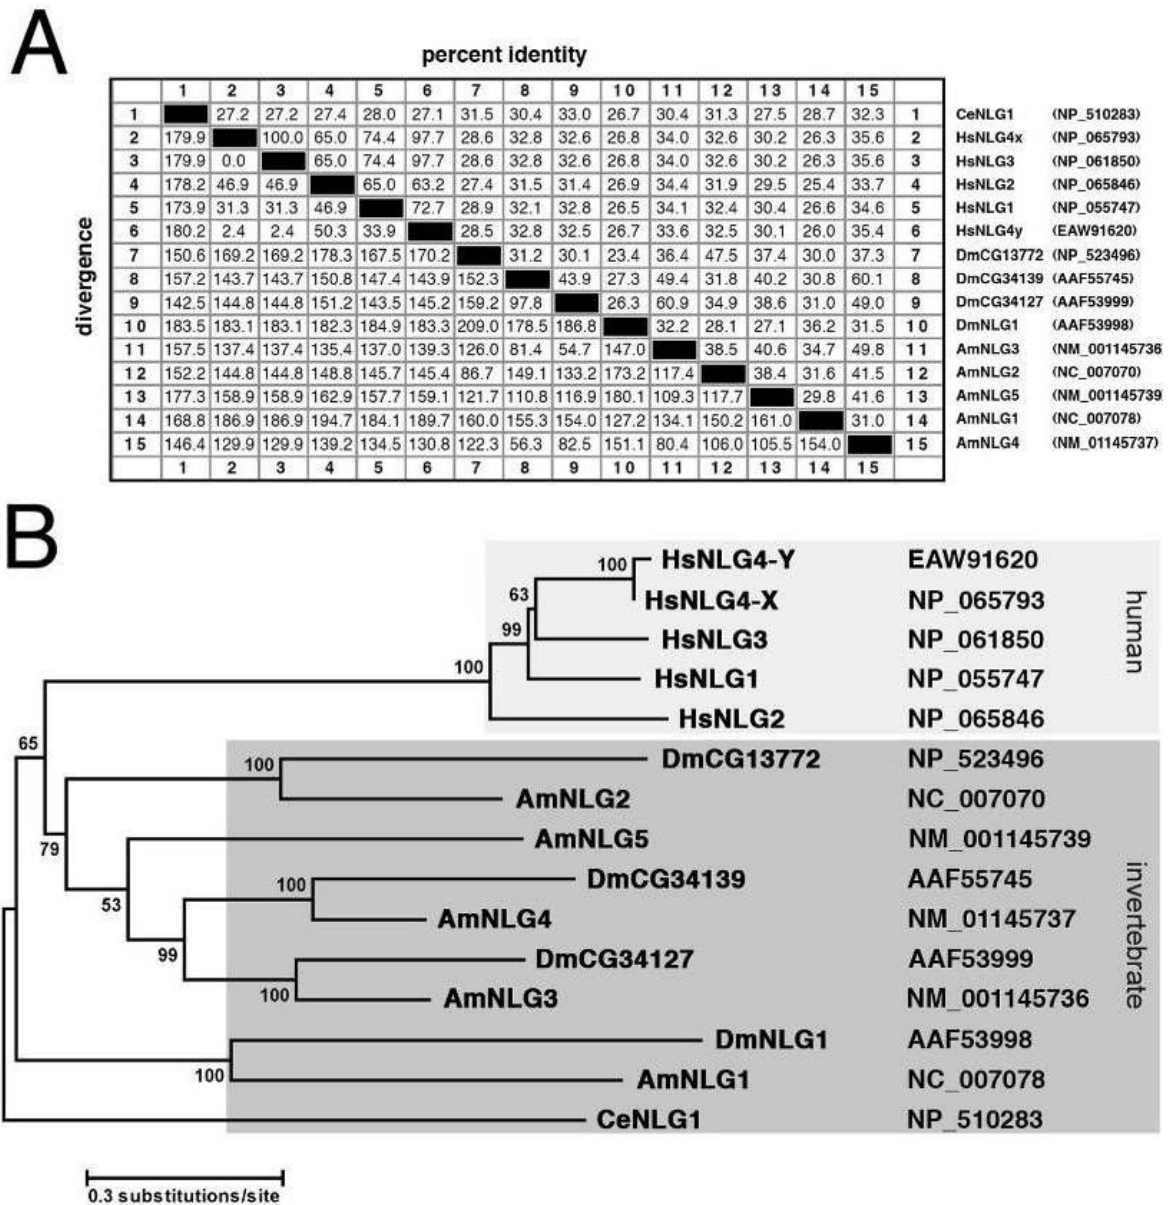 A
percent identity
1 2 3 4 5 6 7 8 9 10 11 12 13 14 15
1 27.2 27.2 27.4 28.0 27.1 31.5 30.4 33.0 26.7 30.4 31.3 27.5 28.7 32.3 1 CeNLG1 (NP_510283)
2 179.9 100.0 65.0 74.4 97.7 28.6 32.8 32.6 26.8 34.0 32.6 30.2 26.3 35.6 2 HsNLG4x (NP_065793)
3 179.9 0.0 65.0 74.4 97.7 28.6 32.8 32.6 26.8 34.0 32.6 30.2 26.3 35.6 3 HsNLG3 (NP_061850)
4 178.2 46.9 46.9 65.0 63.2 27.4 31.5 31.4 26.9 34.4 31.9 29.5 25.4 33.7 4 HsNLG2 (NP_065846)
5 173.9 31.3 31.3 46.9 72.7 28.9 32.1 32.8 26.5 34.1 32.4 30.4 26.6 34.6 5 HsNLG1 (NP_055747)
6 180.2 2.4 2.4 50.3 33.9 28.5 32.8 32.5 26.7 33.6 32.5 30.1 26.0 35.4 6 HsNLG4y (EAW91620)
7 150.6 169.2 169.2 178.3 167.5 170.2 31.2 30.1 23.4 36.4 47.5 37.4 30.0 37.3 7 DmCG13772 (NP_523496)
8 157.2 143.7 143.7 150.8 147.4 143.9 152.3 43.9 27.3 49.4 31.8 40.2 30.8 60.1 8 DmCG34139 (AAF55745)
9 142.5 144.8 144.8 151.2 143.5 145.2 159.2 97.8 26.3 60.9 34.9 38.6 31.0 49.0 9 DmCG34127 (AAF53999)
10 183.5 183.1 183.1 182.3 184.9 183.3 209.0 178.5 186.8 32.2 28.1 27.1 36.2 31.5 10 DmNLG1 (AAF53998)
11 157.5 137.4 137.4 135.4 137.0 139.3 126.0 81.4 54.7 147.0 38.5 40.6 34.7 49.8 11 AmNLG3 (NM_001145736
12 152.2 144.8 144.8 148.8 145.7 145.4 86.7 149.1 133.2 173.2 117.4 38.4 31.6 41.5 12 AmNLG2 (NC_007070)
13 177.3 158.9 158.9 162.9 157.7 159.1 121.7 110.8 116.9 180.1 109.3 117.7 29.8 41.6 13 AmNLG5 (NM_001145739
14 168.8 186.9 186.9 194.7 184.1 189.7 160.0 155.3 154.0 127.2 134.1 150.2 161.0 31.0 14 AmNLG1 (NC_007078)
15 146.4 129.9 129.9 139.2 134.5 130.8 122.3 56.3 82.5 151.1 80.4 106.0 105.5 154.0 15 AmNLG4 (NM_01145737)
1 2 3 4 5 6 7 8 9 10 11 12 13 14 15
divergence
B
100 HsNLG4-Y EAW91620
63 HsNLG4-X NP_065793
99 HsNLG3 NP_061850
100 HsNLG1 NP_055747
HsNLG2 NP_065846
human
65
100 DmCG13772 NP_523496
AmNLG2 NC_007070
79 AmNLG5 NM_001145739
100 DmCG34139 AAF55745
53 AmNLG4 NM_01145737
99 DmCG34127 AAF53999
100 AmNLG3 NM_001145736
DmNLG1 AAF53998
100 AmNLG1 NC_007078
CeNLG1 NP_510283
invertebrate
0.3 substitutions/site